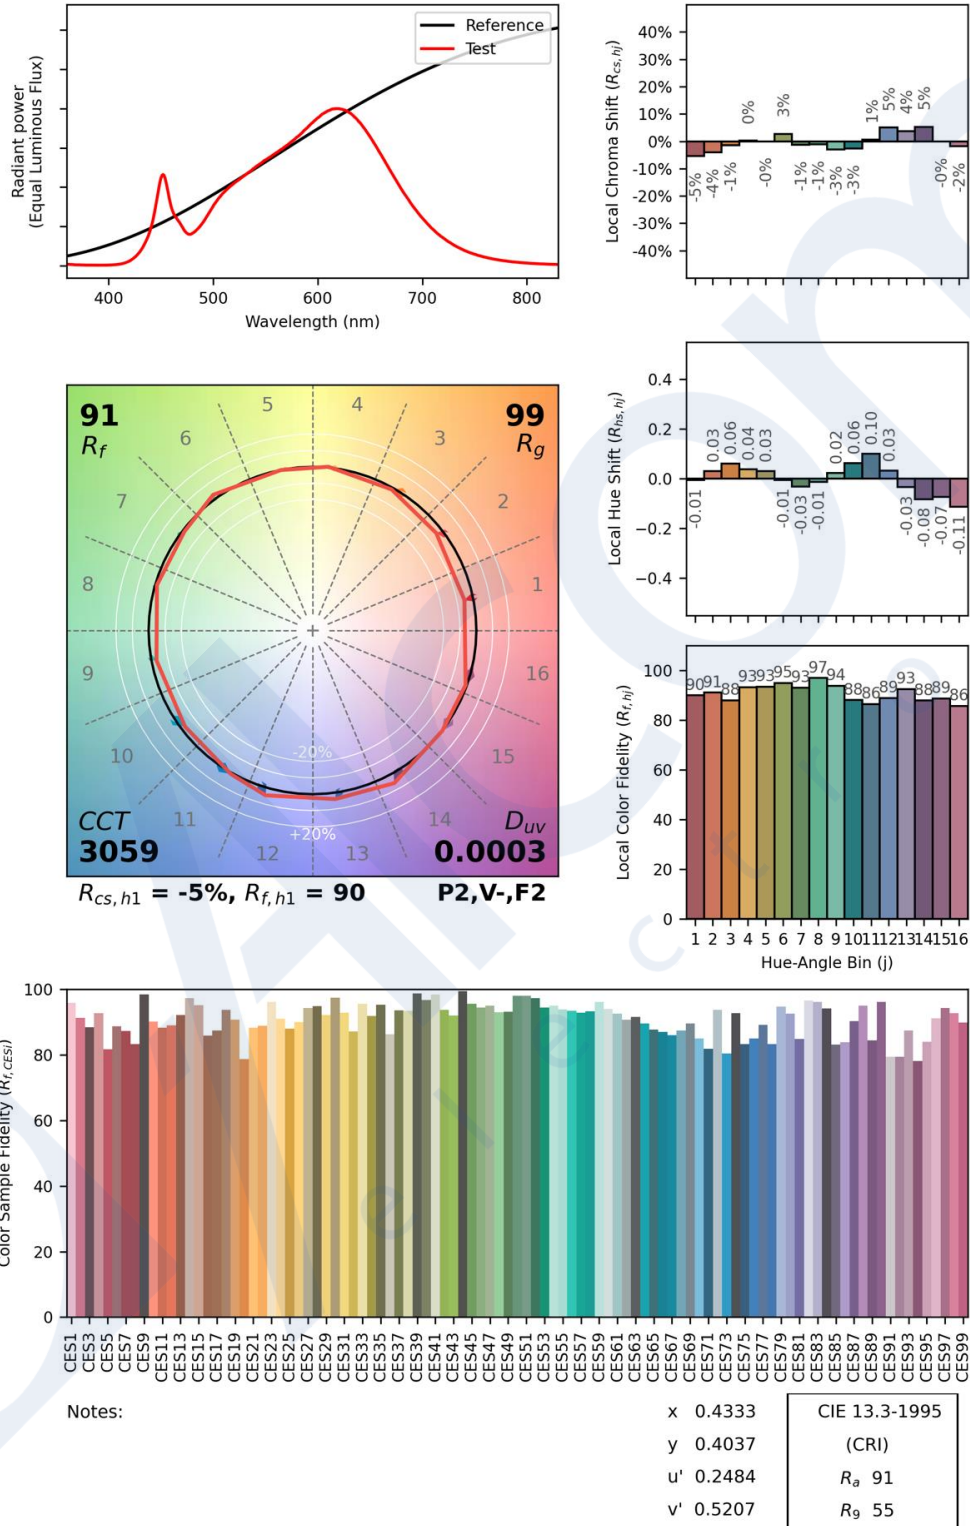 Reference
Test
Radiant power
(Equal Luminous Flux)
400 500 600 700 800
Wavelength (nm)
Local Chroma Shift (Rcs,hj)
40%
30%
20%
10%
0%
-10%
-20%
-30%
-40%
-5% -4% -1% 0% -0% 3% -1% -1% -3% -3% 1% 5% 4% 5% -0% -2%
Local Hue Shift (Rhs,hj)
0.4
0.2
0.0
−0.2
−0.4
-0.01 0.03 0.06 0.04 0.03 -0.01 -0.03 -0.01 0.02 0.06 0.10 0.03 -0.03 -0.08 -0.07 -0.11
91
Rf
99
Rg
1
2
3
4
5
6
7
8
9
10
11
12
13
14
15
16
-20%
+20%
CCT
3059
Duv
0.0003
Rcs,h1 = -5%, Rf,h1 = 90
P2,V-,F2
Local Color Fidelity (Rf,hj)
100
80
60
40
20
0
90 91 88 93 93 95 93 97 94 88 86 89 93 88 89 86
1 2 3 4 5 6 7 8 9 10 11 12 13 14 15 16
Hue-Angle Bin (j)
Color Sample Fidelity (Rf,CESi)
100
80
60
40
20
0
CES1 CES3 CES5 CES7 CES9 CES11 CES13 CES15 CES17 CES19 CES21 CES23 CES25 CES27 CES29 CES31 CES33 CES35 CES37 CES39 CES41 CES43 CES45 CES47 CES49 CES51 CES53 CES55 CES57 CES59 CES61 CES63 CES65 CES67 CES69 CES71 CES73 CES75 CES77 CES79 CES81 CES83 CES85 CES87 CES89 CES91 CES93 CES95 CES97 CES99
Notes:
x 0.4333
y 0.4037
u' 0.2484
v' 0.5207
CIE 13.3-1995
(CRI)
Ra 91
R9 55